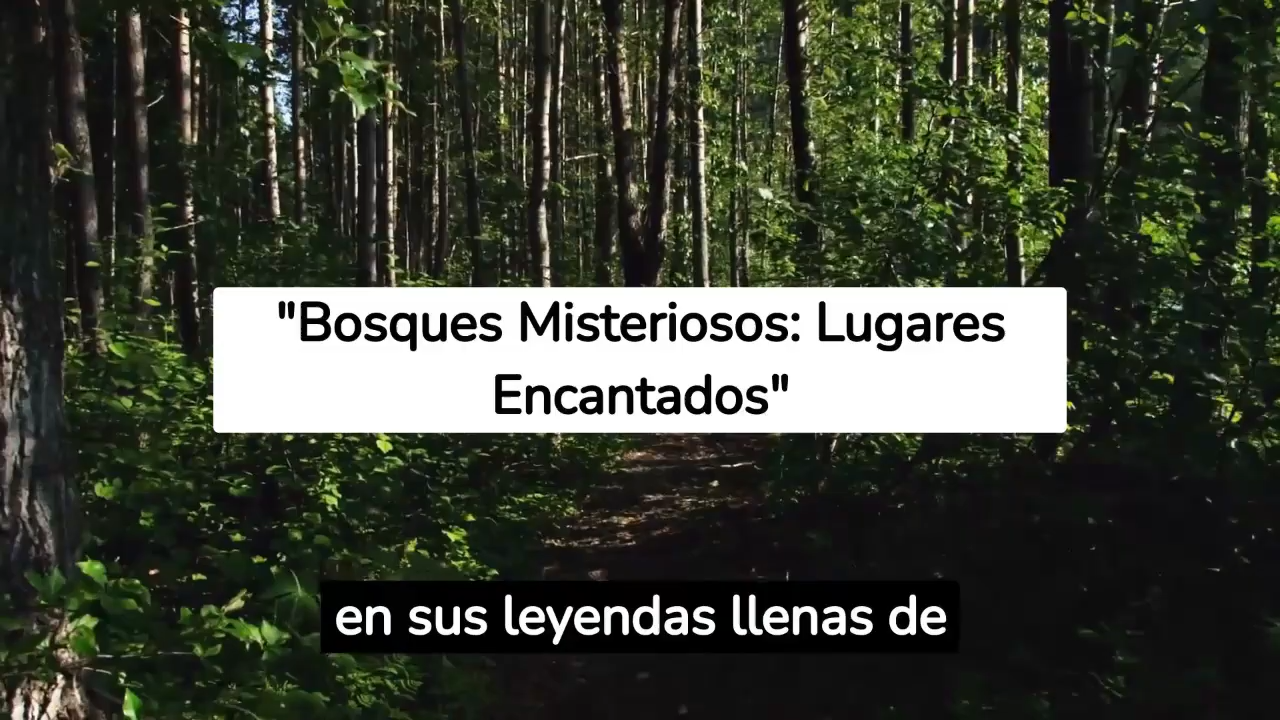 "Bosques Misteriosos: Lugares
Encantados"
en sus leyendas llenas de